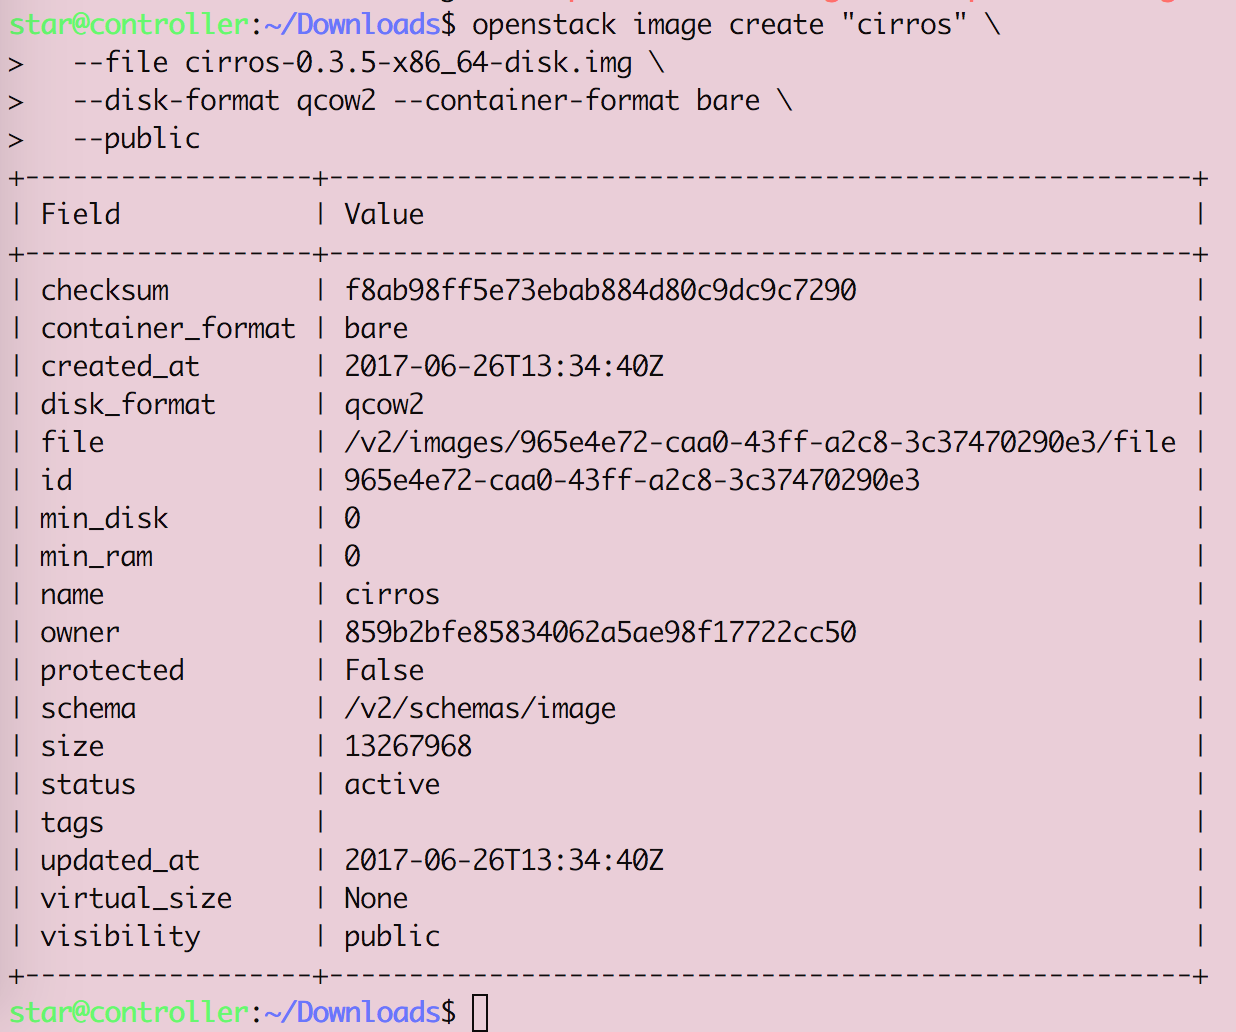 star@controller:~/Downloads$ openstack image create "cirros" \
>   --file cirros-0.3.5-x86_64-disk.img \
>   --disk-format qcow2 --container-format bare \
>   --public
+------------------+------------------------------------------------------+
| Field            | Value                                                |
+------------------+------------------------------------------------------+
| checksum         | f8ab98ff5e73ebab884d80c9dc9c7290                     |
| container_format | bare                                                 |
| created_at       | 2017-06-26T13:34:40Z                                 |
| disk_format      | qcow2                                                |
| file             | /v2/images/965e4e72-caa0-43ff-a2c8-3c37470290e3/file |
| id               | 965e4e72-caa0-43ff-a2c8-3c37470290e3                 |
| min_disk         | 0                                                    |
| min_ram          | 0                                                    |
| name             | cirros                                               |
| owner            | 859b2bfe85834062a5ae98f17722cc50                     |
| protected        | False                                                |
| schema           | /v2/schemas/image                                    |
| size             | 13267968                                             |
| status           | active                                               |
| tags             |                                                      |
| updated_at       | 2017-06-26T13:34:40Z                                 |
| virtual_size     | None                                                 |
| visibility       | public                                               |
+------------------+------------------------------------------------------+
star@controller:~/Downloads$